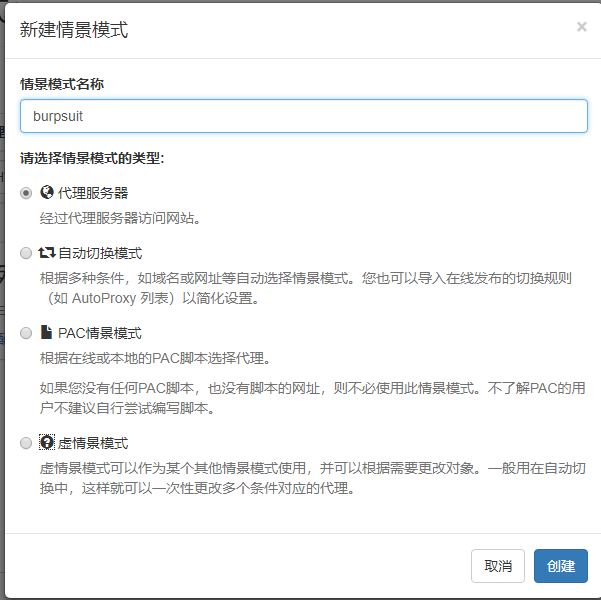 新建情景模式
×
情景模式名称
burpsuit
请选择情景模式的类型:
代理服务器
经过代理服务器访问网站。
自动切换模式
根据多种条件，如域名或网址等自动选择情景模式。您也可以导入在线发布的切换规则
（如 AutoProxy 列表）以简化设置。
PAC情景模式
根据在线或本地的PAC脚本选择代理。
如果您没有任何PAC脚本，也没有脚本的网址，则不必使用此情景模式。不了解PAC的用
户不建议自行尝试编写脚本。
虚情景模式
虚情景模式可以作为某个其他情景模式使用，并可以根据需要更改对象。一般用在自动切
换中，这样就可以一次性更改多个条件对应的代理。
取消
创建